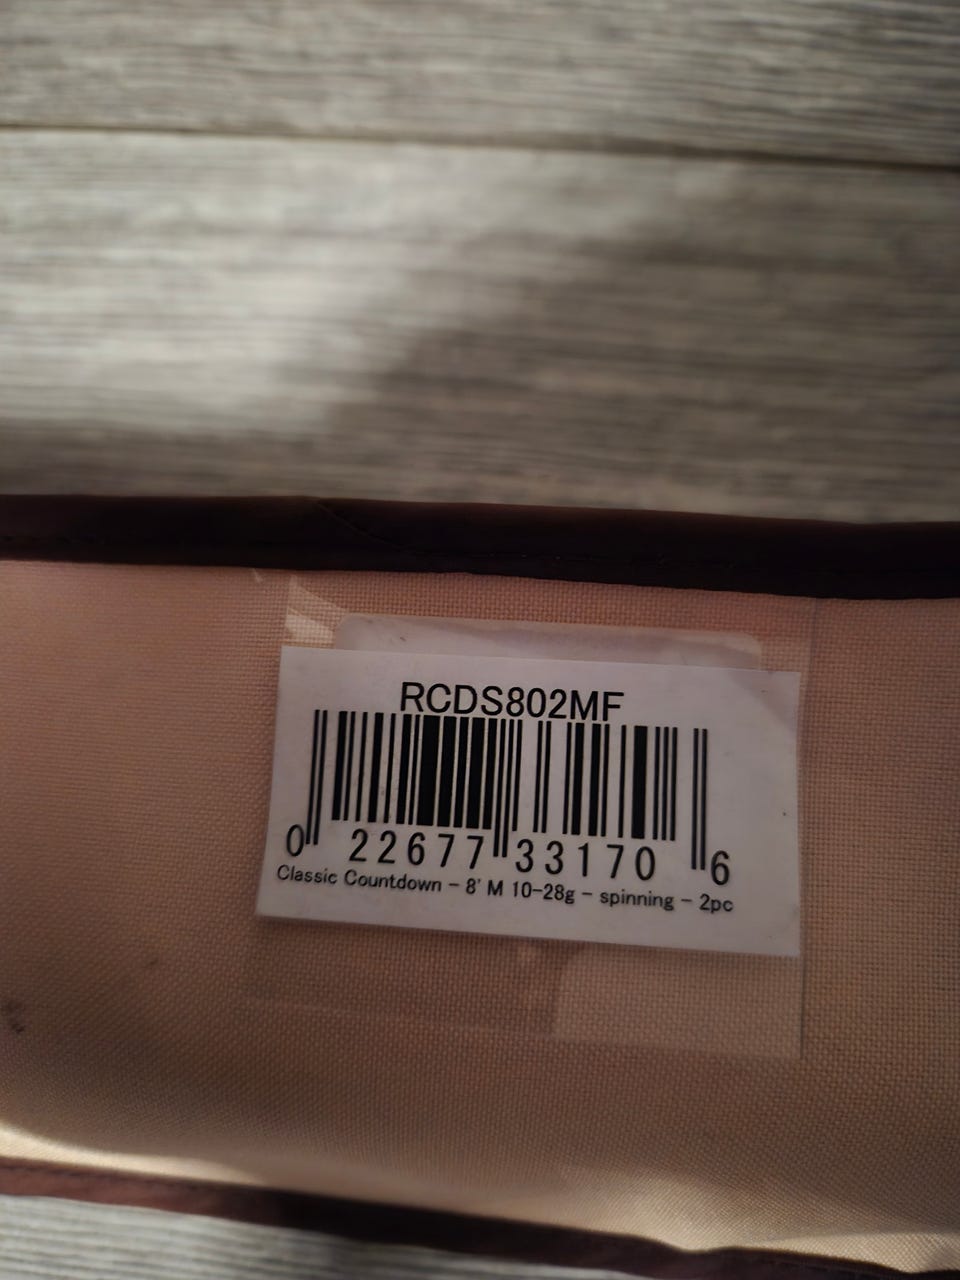 RCDS802MF
0 22677 33170 6
Classic Countdown - 8' M 10-28g - spinning - 2pc